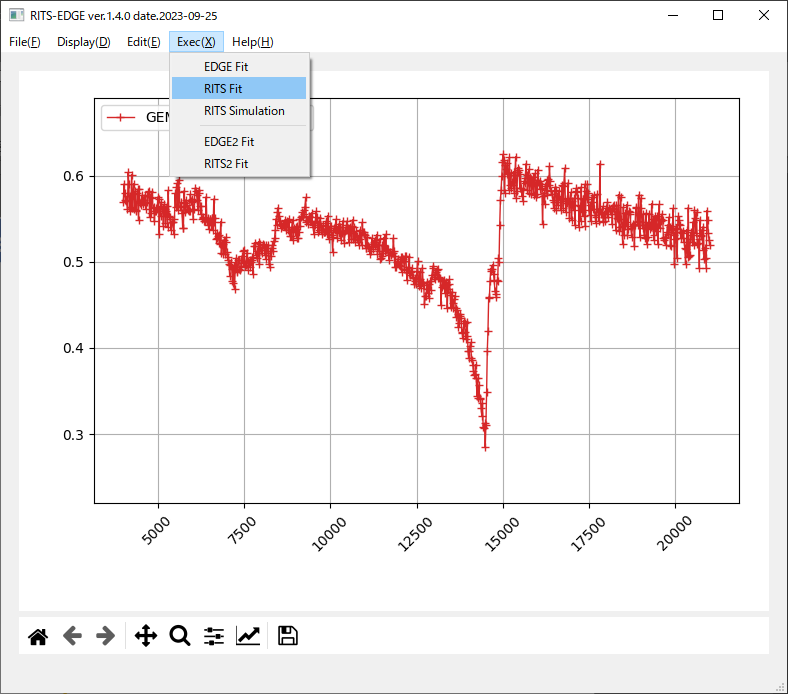 RITS-EDGE ver.1.4.0 date.2023-09-25
File(F) Display(D) Edit(E) Exec(X) Help(H)
EDGE Fit
RITS Fit
RITS Simulation
EDGE2 Fit
RITS2 Fit
0.6
0.5
0.4
0.3
5000 7500 10000 12500 15000 17500 20000